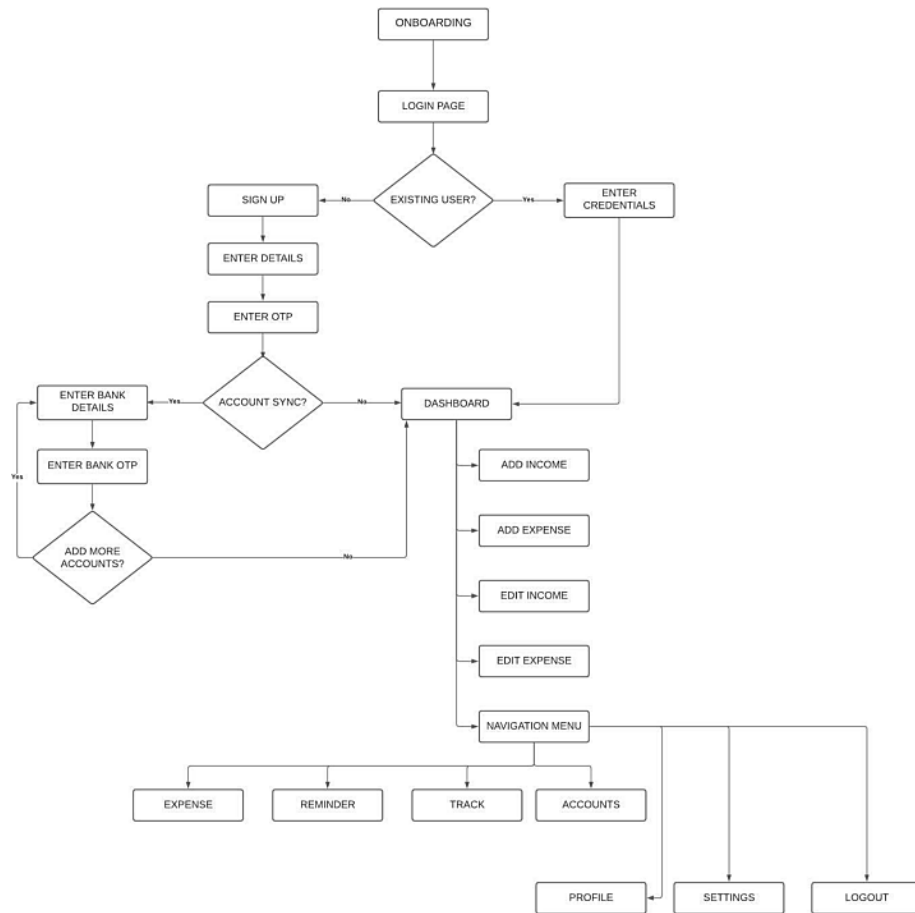 ONBOARDING
LOGIN PAGE
EXISTING USER?
No
Yes
SIGN UP
ENTER
CREDENTIALS
ENTER DETAILS
ENTER OTP
ACCOUNT SYNC?
Yes
No
ENTER BANK
DETAILS
DASHBOARD
ENTER BANK OTP
Yes
ADD MORE
ACCOUNTS?
No
ADD INCOME
ADD EXPENSE
EDIT INCOME
EDIT EXPENSE
NAVIGATION MENU
EXPENSE
REMINDER
TRACK
ACCOUNTS
PROFILE
SETTINGS
LOGOUT